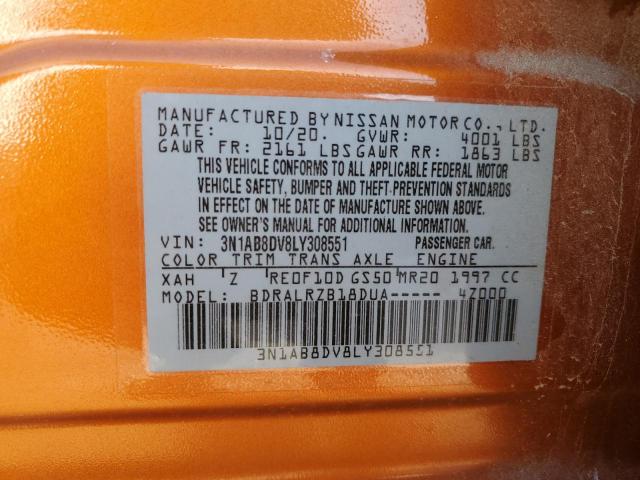 MANUFACTURED BY NISSAN MOTOR CO., LTD.
DATE: 10/20. GVWR: 4001 LBS
GAWR FR: 2161 LBS GAWR RR: 1863 LBS
THIS VEHICLE CONFORMS TO ALL APPLICABLE FEDERAL MOTOR
VEHICLE SAFETY, BUMPER AND THEFT-PREVENTION STANDARDS
IN EFFECT ON THE DATE OF MANUFACTURE SHOWN ABOVE.
SEE OWNER'S MANUAL FOR ADDITIONAL INFORMATION.
VIN: 3N1AB8DV8LY308551 PASSENGER CAR.
COLOR TRIM TRANS AXLE ENGINE
XAH Z RE0F10D GS50 MR20 1997 CC
MODEL: BDRALRZB18DUA----- 4Z000
3N1AB8DV8LY308551